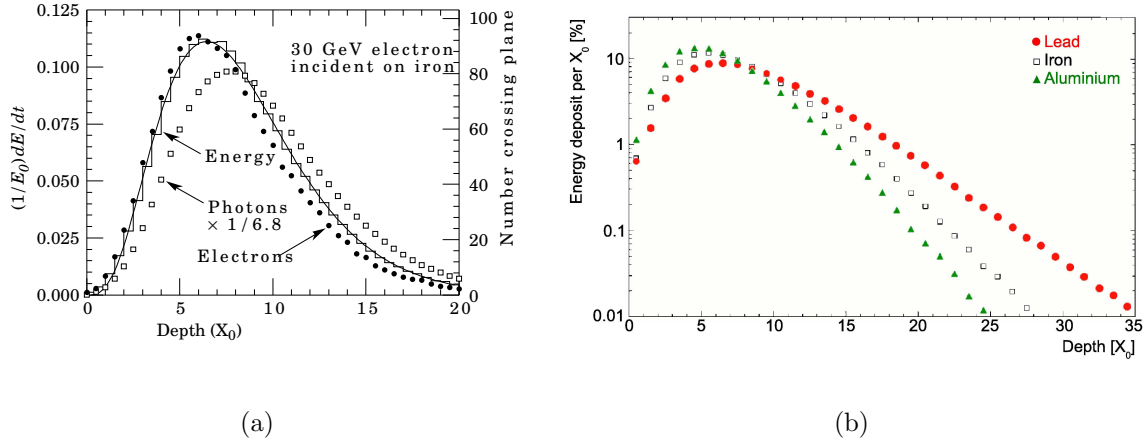 30 GeV electron
incident on iron
Energy
Photons
× 1/6.8
Electrons
(1/E₀) dE/dt
0.125
0.100
0.075
0.050
0.025
0.000
Number crossing plane
100
80
60
40
20
0
0 5 10 15 20
Depth (X₀)
(a)
Energy deposit per X₀ [%]
10
1
0.1
0.01
Lead
Iron
Aluminium
0 5 10 15 20 25 30 35
Depth [X₀]
(b)